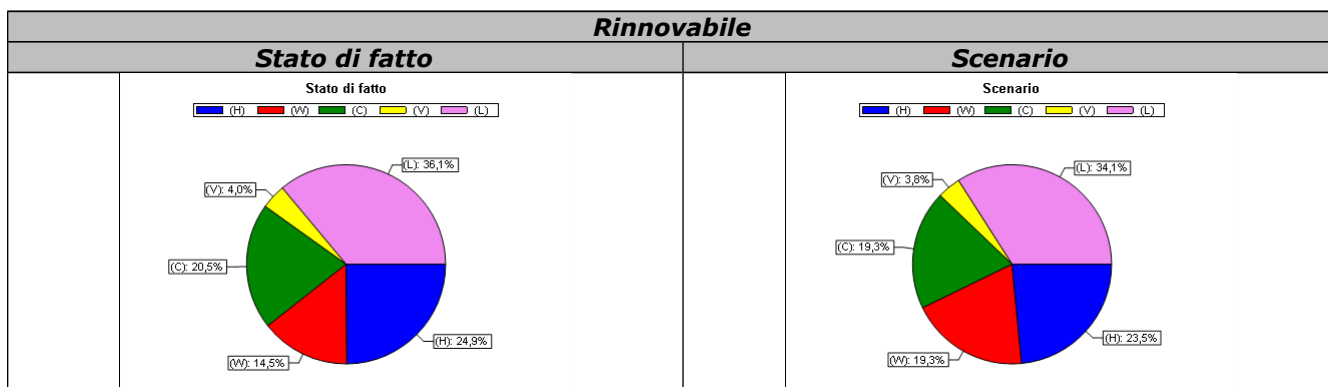 Rinnovabile
Stato di fatto
Scenario
Stato di fatto
(H) (W) (C) (V) (L)
(L): 36,1%
(V): 4,0%
(C): 20,5%
(H): 24,9%
(W): 14,5%
Scenario
(H) (W) (C) (V) (L)
(L): 34,1%
(V): 3,8%
(C): 19,3%
(H): 23,5%
(W): 19,3%